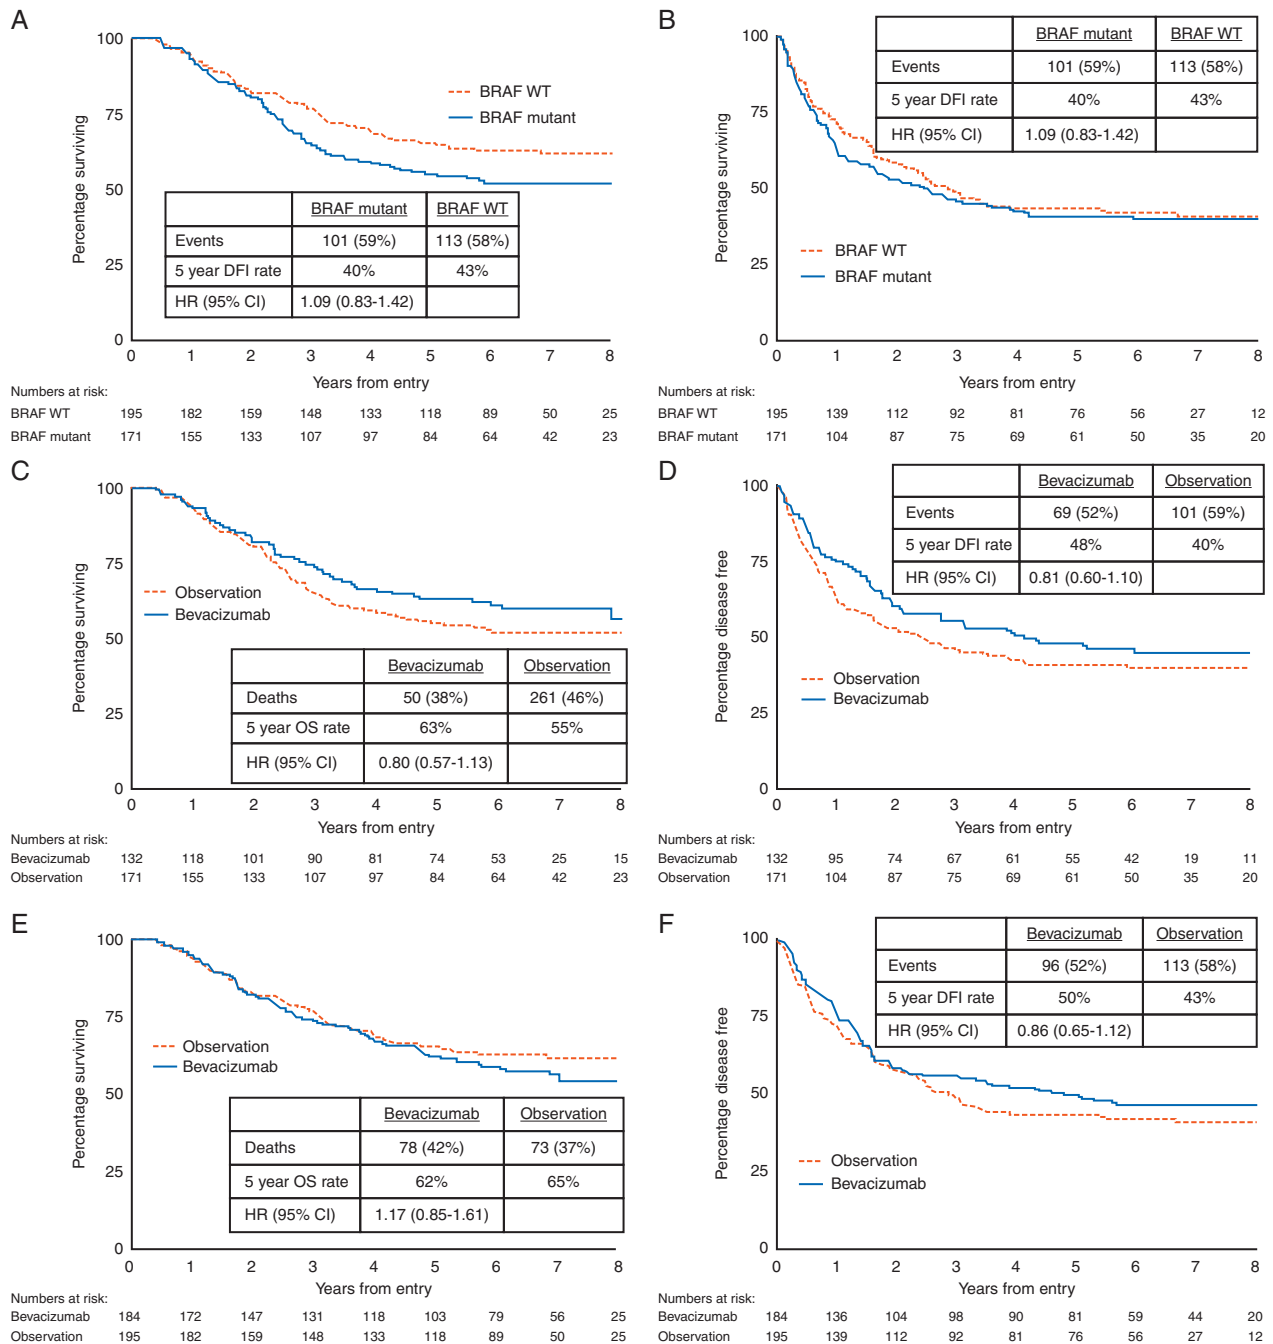 A
100
75
50
25
0
Percentage surviving
BRAF WT
BRAF mutant
BRAF mutant BRAF WT
Events 101 (59%) 113 (58%)
5 year DFI rate 40% 43%
HR (95% CI) 1.09 (0.83-1.42)
0 1 2 3 4 5 6 7 8
Years from entry
Numbers at risk:
BRAF WT 195 182 159 148 133 118 89 50 25
BRAF mutant 171 155 133 107 97 84 64 42 23
B
100
75
50
25
0
Percentage surviving
BRAF mutant BRAF WT
Events 101 (59%) 113 (58%)
5 year DFI rate 40% 43%
HR (95% CI) 1.09 (0.83-1.42)
BRAF WT
BRAF mutant
0 1 2 3 4 5 6 7 8
Years from entry
Numbers at risk:
BRAF WT 195 139 112 92 81 76 56 27 12
BRAF mutant 171 104 87 75 69 61 50 35 20
C
100
75
50
25
0
Percentage surviving
Observation
Bevacizumab
Bevacizumab Observation
Deaths 50 (38%) 261 (46%)
5 year OS rate 63% 55%
HR (95% CI) 0.80 (0.57-1.13)
0 1 2 3 4 5 6 7 8
Years from entry
Numbers at risk:
Bevacizumab 132 118 101 90 81 74 53 25 15
Observation 171 155 133 107 97 84 64 42 23
D
100
75
50
25
0
Percentage disease free
Bevacizumab Observation
Events 69 (52%) 101 (59%)
5 year DFI rate 48% 40%
HR (95% CI) 0.81 (0.60-1.10)
Observation
Bevacizumab
0 1 2 3 4 5 6 7 8
Years from entry
Numbers at risk:
Bevacizumab 132 95 74 67 61 55 42 19 11
Observation 171 104 87 75 69 61 50 35 20
E
100
75
50
25
0
Percentage surviving
Observation
Bevacizumab
Bevacizumab Observation
Deaths 78 (42%) 73 (37%)
5 year OS rate 62% 65%
HR (95% CI) 1.17 (0.85-1.61)
0 1 2 3 4 5 6 7 8
Years from entry
Numbers at risk:
Bevacizumab 184 172 147 131 118 103 79 56 25
Observation 195 182 159 148 133 118 89 50 25
F
100
75
50
25
0
Percentage disease free
Bevacizumab Observation
Events 96 (52%) 113 (58%)
5 year DFI rate 50% 43%
HR (95% CI) 0.86 (0.65-1.12)
Observation
Bevacizumab
0 1 2 3 4 5 6 7 8
Years from entry
Numbers at risk:
Bevacizumab 184 136 104 98 90 81 59 44 20
Observation 195 139 112 92 81 76 56 27 12